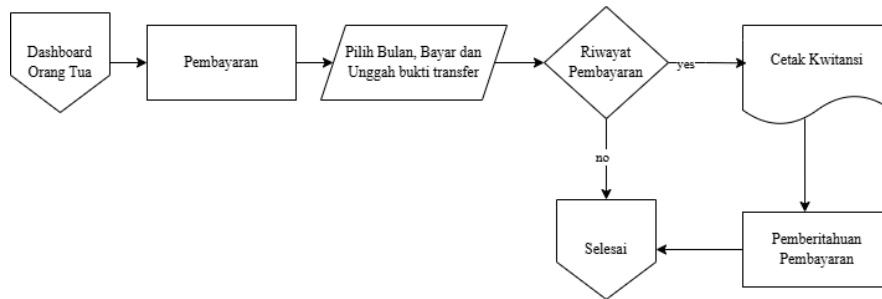 Dashboard
Orang Tua
Pembayaran
Pilih Bulan, Bayar dan
Unggah bukti transfer
Riwayat
Pembayaran
yes
Cetak Kwitansi
no
Selesai
Pemberitahuan
Pembayaran